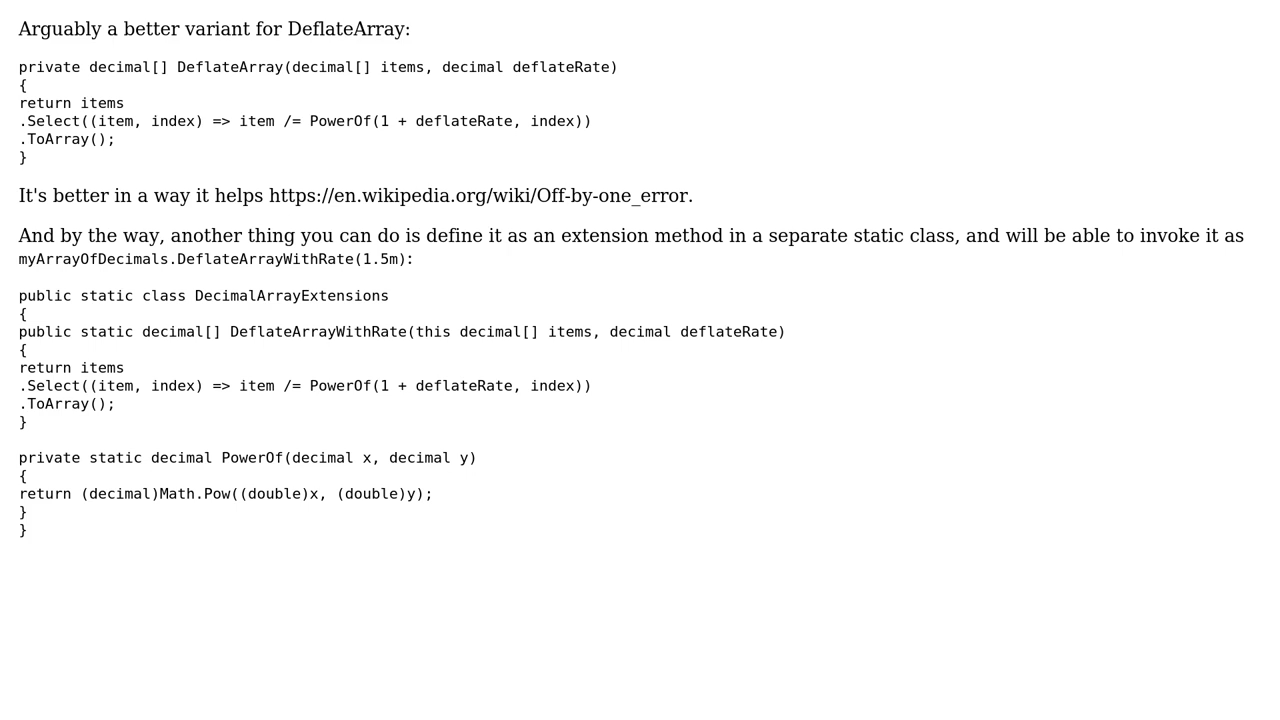 Arguably a better variant for DeflateArray:
private decimal[] DeflateArray(decimal[] items, decimal deflateRate)
{
return items
.Select((item, index) => item /= PowerOf(1 + deflateRate, index))
.ToArray();
}
It's better in a way it helps https://en.wikipedia.org/wiki/Off-by-one_error.
And by the way, another thing you can do is define it as an extension method in a separate static class, and will be able to invoke it as
myArrayOfDecimals.DeflateArrayWithRate(1.5m):
public static class DecimalArrayExtensions
{
public static decimal[] DeflateArrayWithRate(this decimal[] items, decimal deflateRate)
{
return items
.Select((item, index) => item /= PowerOf(1 + deflateRate, index))
.ToArray();
}
private static decimal PowerOf(decimal x, decimal y)
{
return (decimal)Math.Pow((double)x, (double)y);
}
}